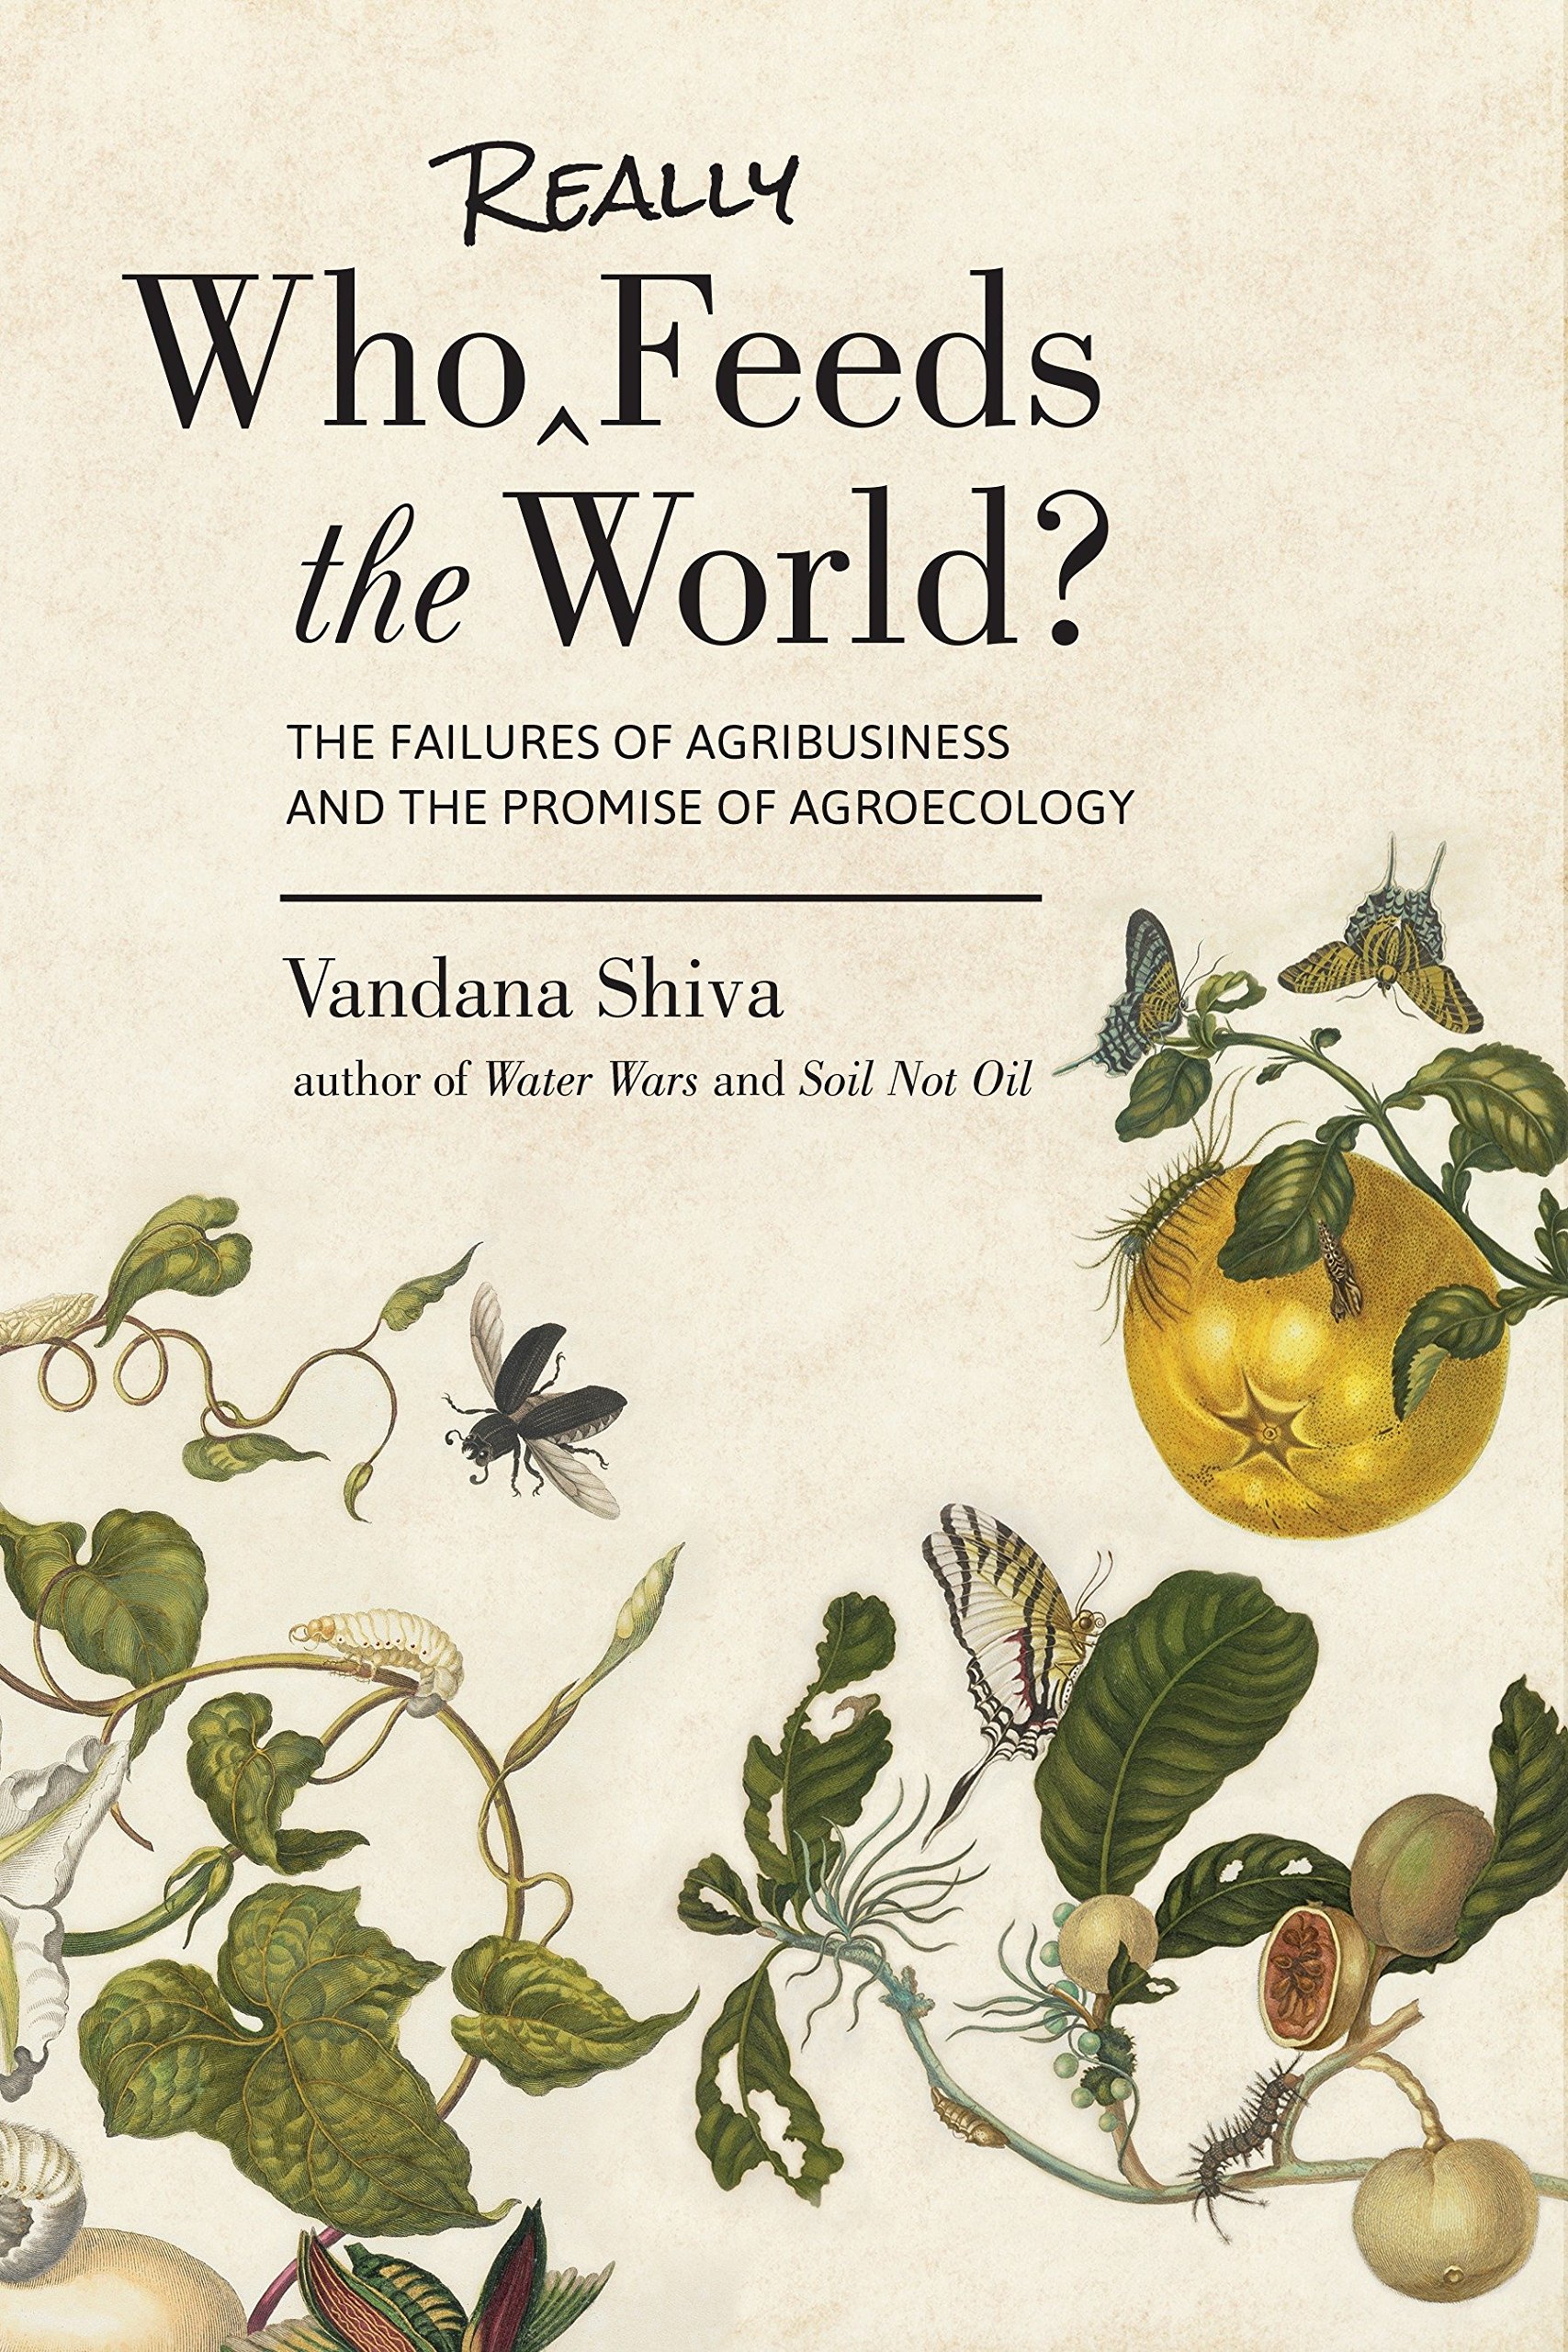 REALLY
Who ‸ Feeds
the World?
THE FAILURES OF AGRIBUSINESS
AND THE PROMISE OF AGROECOLOGY
Vandana Shiva
author of Water Wars and Soil Not Oil